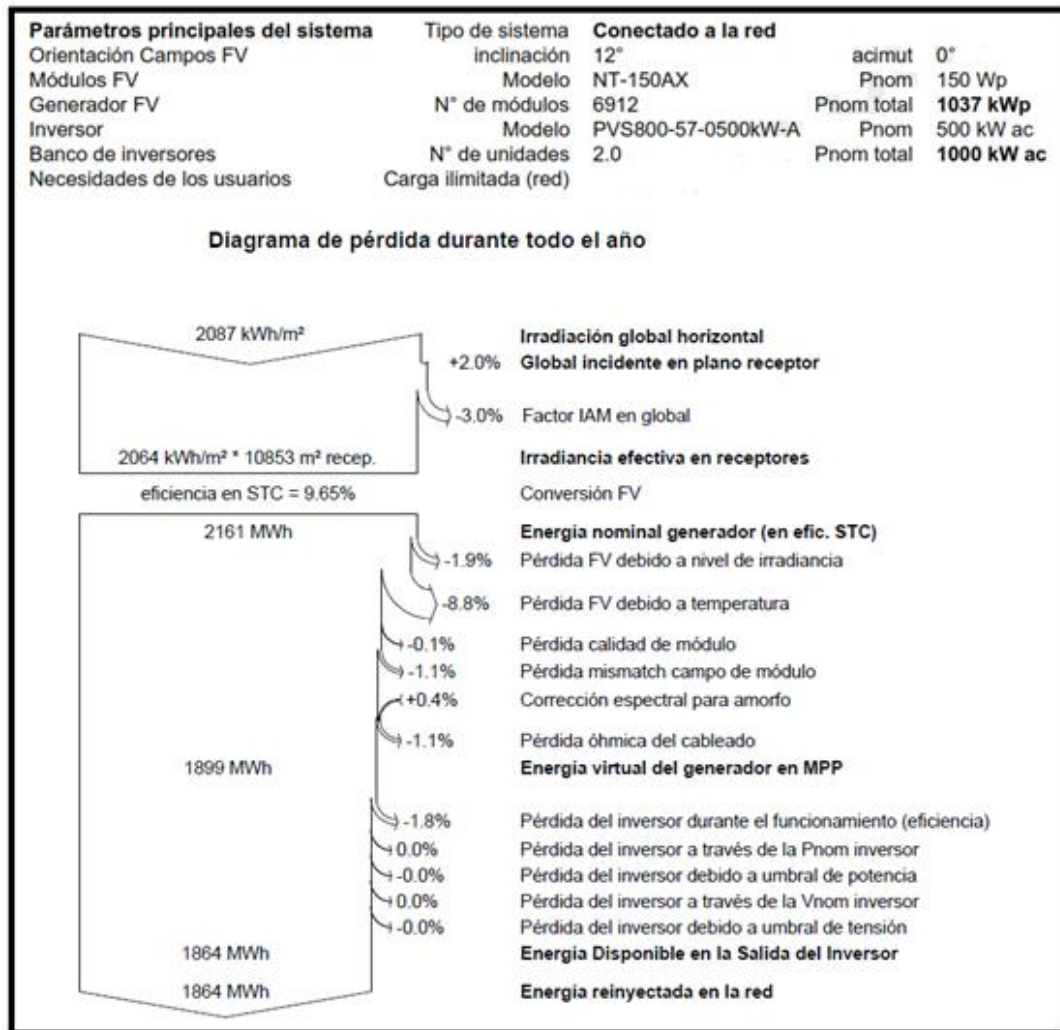 Parámetros principales del sistema Tipo de sistema Conectado a la red
Orientación Campos FV inclinación 12° acimut 0°
Módulos FV Modelo NT-150AX Pnom 150 Wp
Generador FV N° de módulos 6912 Pnom total 1037 kWp
Inversor Modelo PVS800-57-0500kW-A Pnom 500 kW ac
Banco de inversores N° de unidades 2.0 Pnom total 1000 kW ac
Necesidades de los usuarios Carga ilimitada (red)
Diagrama de pérdida durante todo el año
2087 kWh/m² Irradiación global horizontal
+2.0% Global incidente en plano receptor
-3.0% Factor IAM en global
2064 kWh/m² * 10853 m² recep. Irradiancia efectiva en receptores
eficiencia en STC = 9.65% Conversión FV
2161 MWh Energía nominal generador (en efic. STC)
-1.9% Pérdida FV debido a nivel de irradiancia
-8.8% Pérdida FV debido a temperatura
-0.1% Pérdida calidad de módulo
-1.1% Pérdida mismatch campo de módulo
+0.4% Corrección espectral para amorfo
-1.1% Pérdida óhmica del cableado
1899 MWh Energía virtual del generador en MPP
-1.8% Pérdida del inversor durante el funcionamiento (eficiencia)
0.0% Pérdida del inversor a través de la Pnom inversor
-0.0% Pérdida del inversor debido a umbral de potencia
0.0% Pérdida del inversor a través de la Vnom inversor
-0.0% Pérdida del inversor debido a umbral de tensión
1864 MWh Energía Disponible en la Salida del Inversor
1864 MWh Energía reinyectada en la red